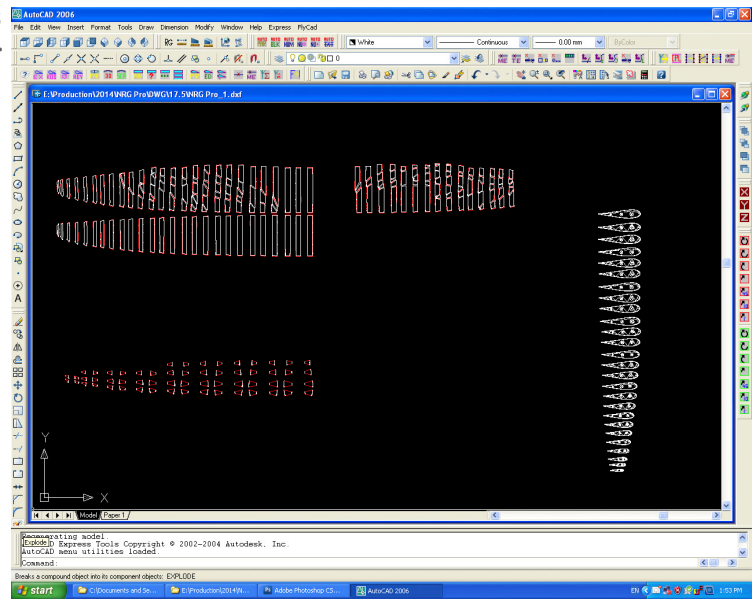 AutoCAD 2006
File Edit View Insert Format Tools Draw Dimension Modify Window Help Express FlyCad
RG White Continuous 0.00 mm ByColor
0
E:\Production\2014\NRG Pro\DWG\17.5\NRG Pro_1.dxf
X
Y
Z
A
Y
X
Model Paper 1
Regenerating model.
Explode D Express Tools Copyright © 2002-2004 Autodesk, Inc.
AutoCAD menu utilities loaded.
Command:
Breaks a compound object into its component objects: EXPLODE
start C:\Documents and Se... E:\Production\2014\N... Adobe Photoshop CS... AutoCAD 2006 EN 1:53 PM